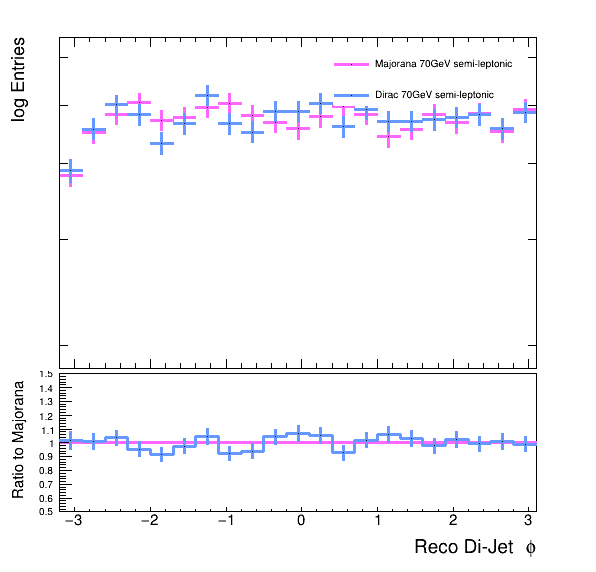 log Entries
Majorana 70GeV semi-leptonic
Dirac 70GeV semi-leptonic
Ratio to Majorana
1.5
1.4
1.3
1.2
1.1
1
0.9
0.8
0.7
0.6
0.5
−3 −2 −1 0 1 2 3
Reco Di-Jet ϕ